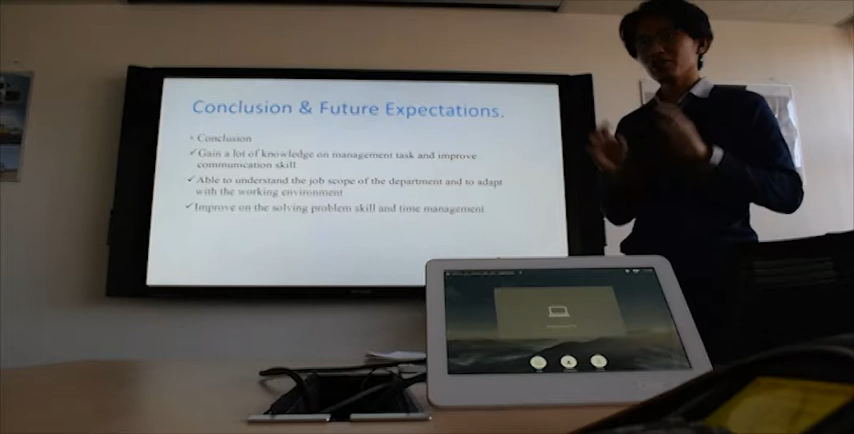 Conclusion & Future Expectations.
• Conclusion
✓Gain a lot of knowledge on management task and improve
communication skill
✓Able to understand the job scope of the department and to adapt
with the working environment
✓Improve on the solving problem skill and time management